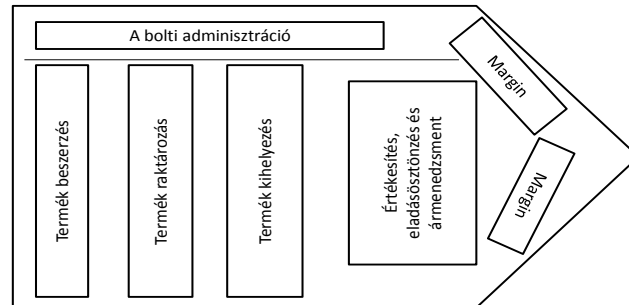 A bolti adminisztráció
Termék beszerzés
Termék raktározás
Termék kihelyezés
Értékesítés,
eladásösztönzés és
ármenedzsment
Margin
Margin